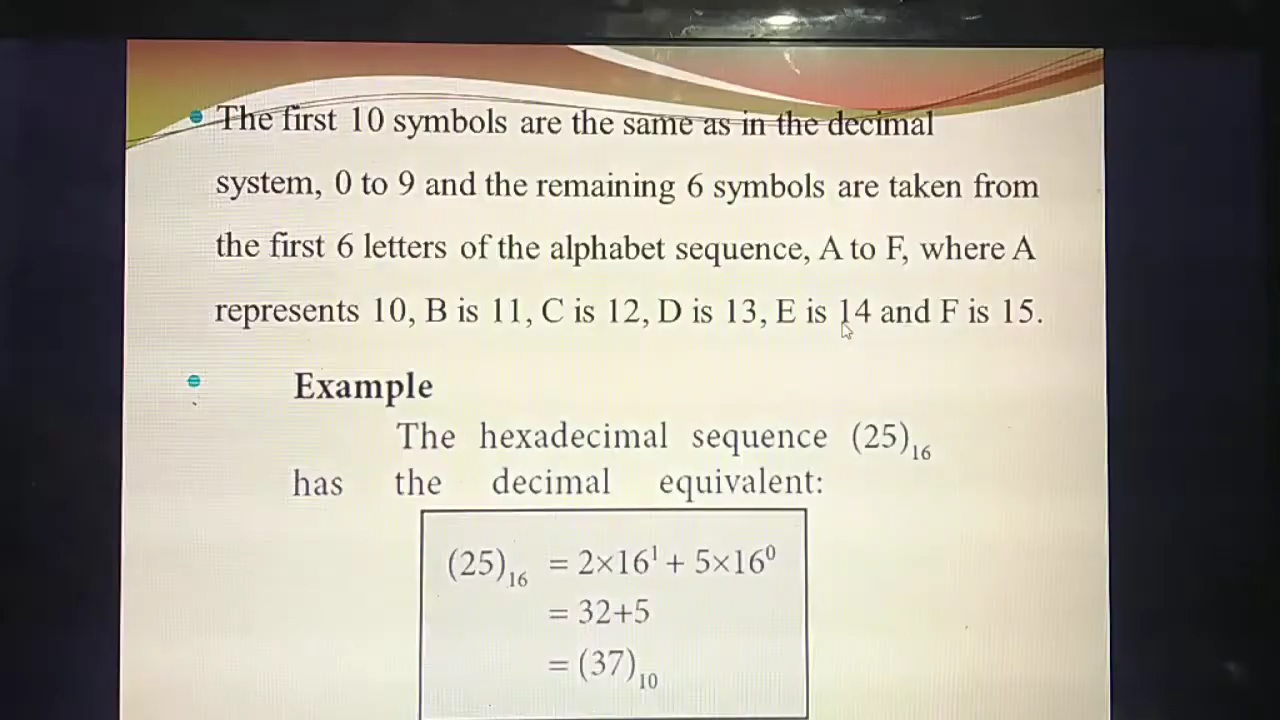 The first 10 symbols are the same as in the decimal
system, 0 to 9 and the remaining 6 symbols are taken from
the first 6 letters of the alphabet sequence, A to F, where A
represents 10, B is 11, C is 12, D is 13, E is 14 and F is 15.
Example
The hexadecimal sequence (25)₁₆
has the decimal equivalent:
(25)₁₆ = 2×16¹ + 5×16⁰
= 32+5
= (37)₁₀